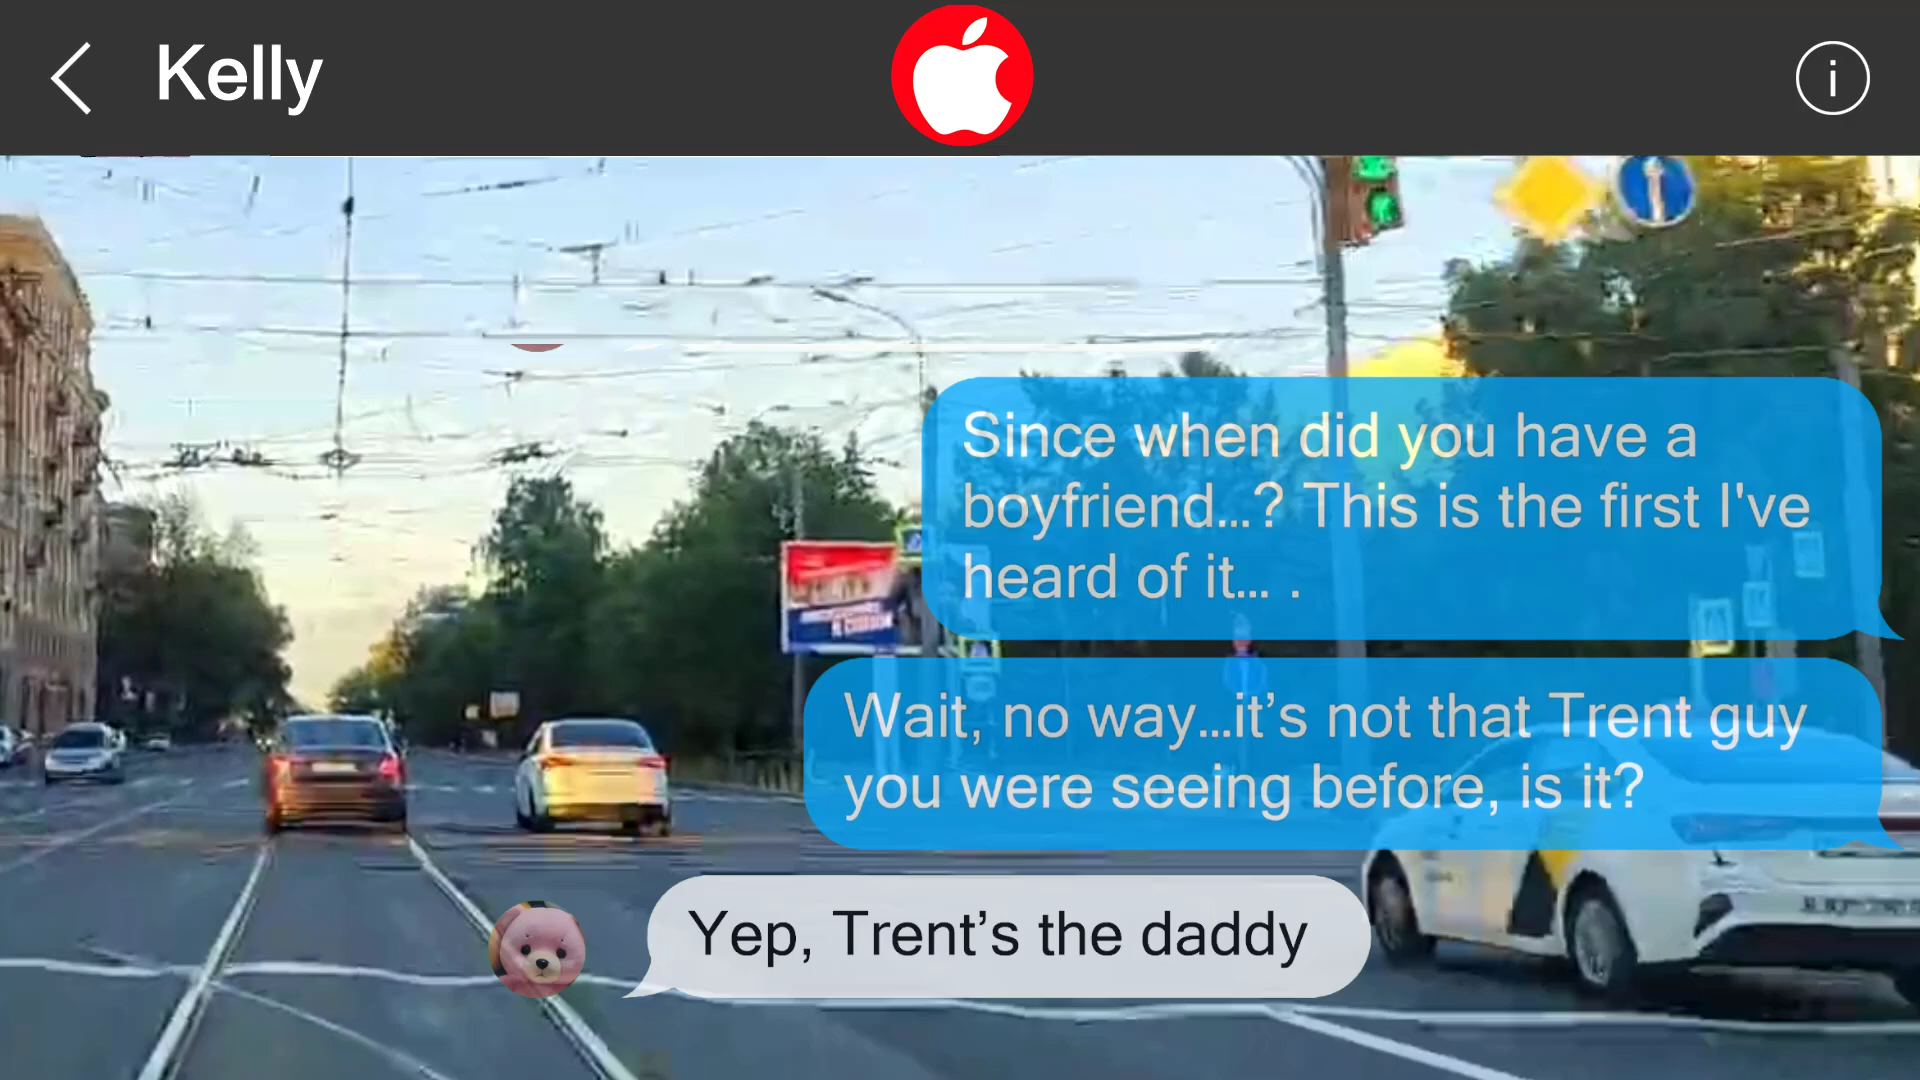 Kelly
Since when did you have a
boyfriend...? This is the first I've
heard of it... .
Wait, no way...it’s not that Trent guy
you were seeing before, is it?
Yep, Trent’s the daddy